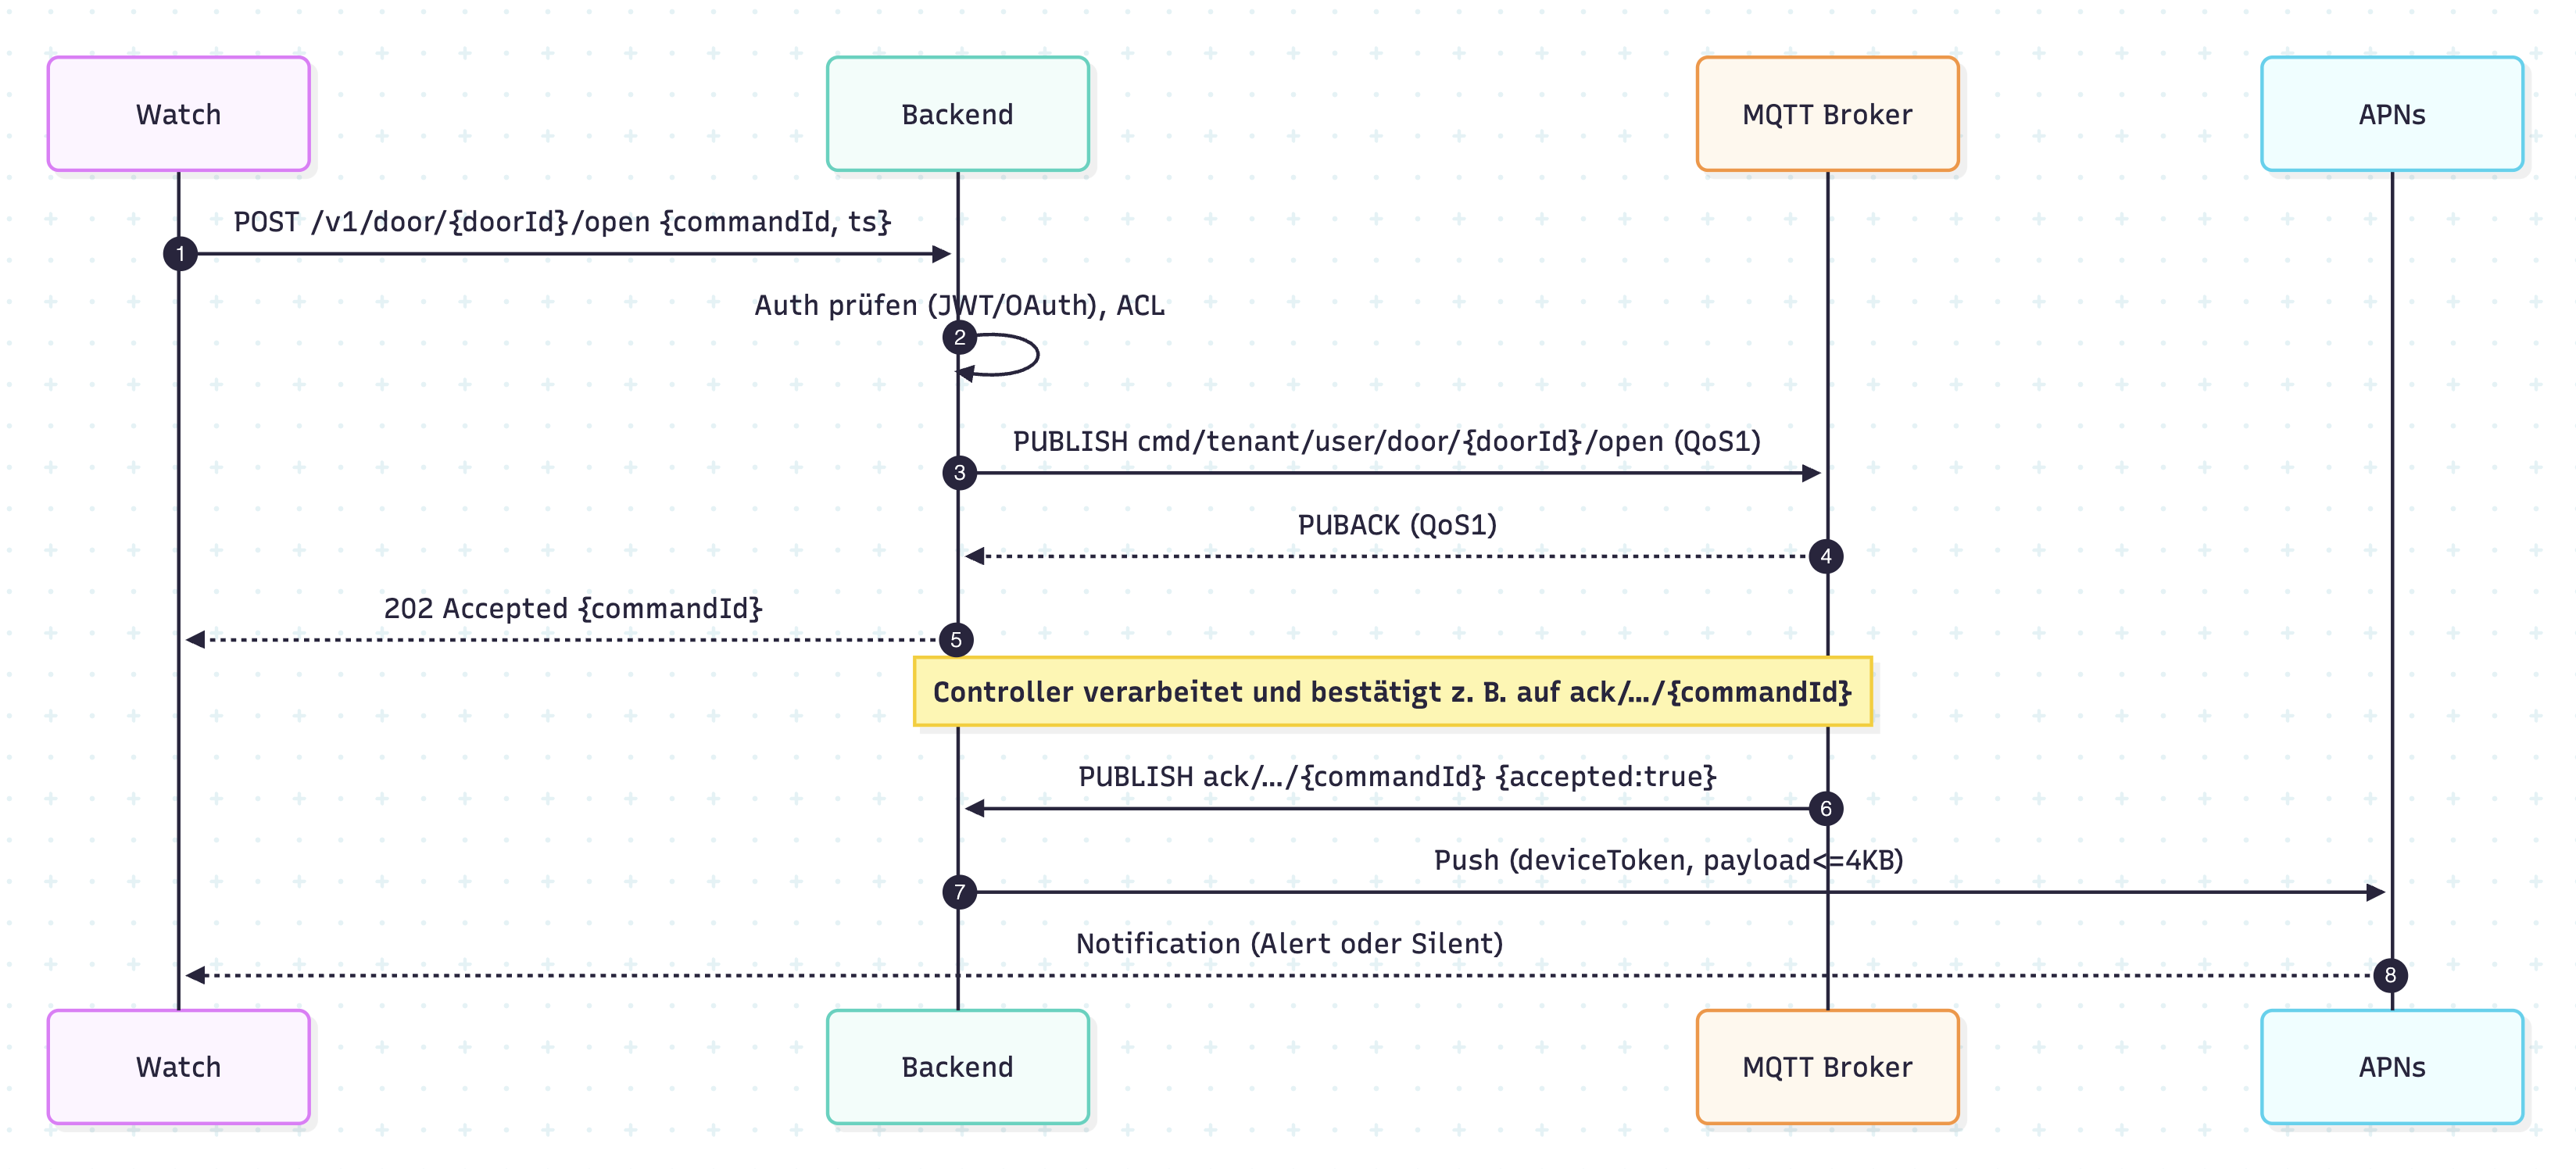 Watch
Backend
MQTT Broker
APNs
POST /v1/door/{doorId}/open {commandId, ts}
1
Auth prüfen (JWT/OAuth), ACL
2
PUBLISH cmd/tenant/user/door/{doorId}/open (QoS1)
3
PUBACK (QoS1)
4
202 Accepted {commandId}
5
Controller verarbeitet und bestätigt z. B. auf ack/.../{commandId}
PUBLISH ack/.../{commandId} {accepted:true}
6
Push (deviceToken, payload<=4KB)
7
Notification (Alert oder Silent)
8
Watch
Backend
MQTT Broker
APNs